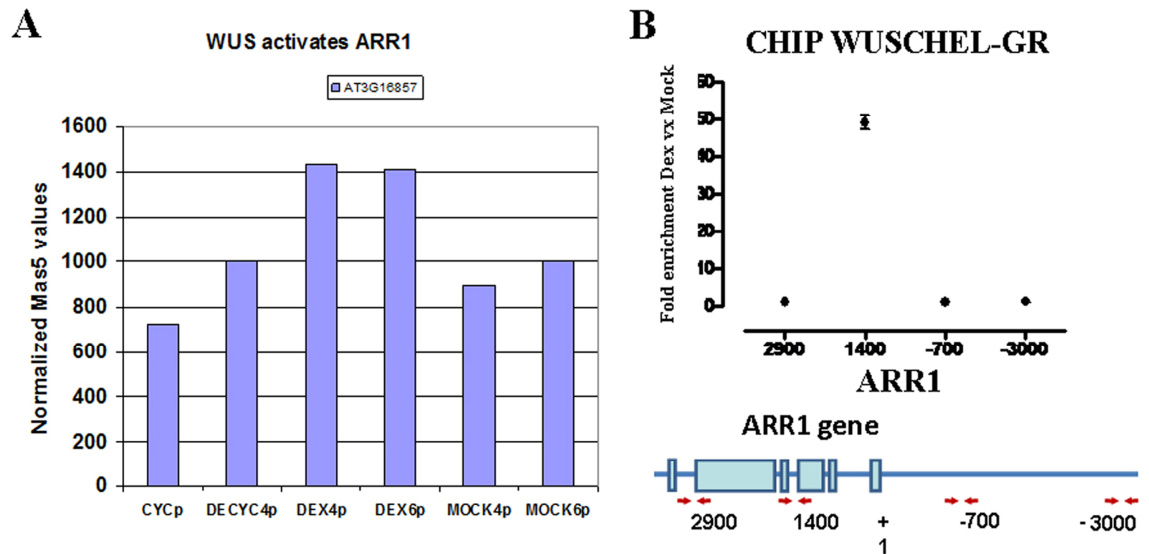 A
WUS activates ARR1
AT3G16857
Normalized Mas5 values
1600
1400
1200
1000
800
600
400
200
0
CYCp DECYC4p DEX4p DEX6p MOCK4p MOCK6p
B
CHIP WUSCHEL-GR
Fold enrichment Dex vx Mock
60
50
40
30
20
10
0
2900 1400 -700 -3000
ARR1
ARR1 gene
2900 1400 + -700 -3000
1